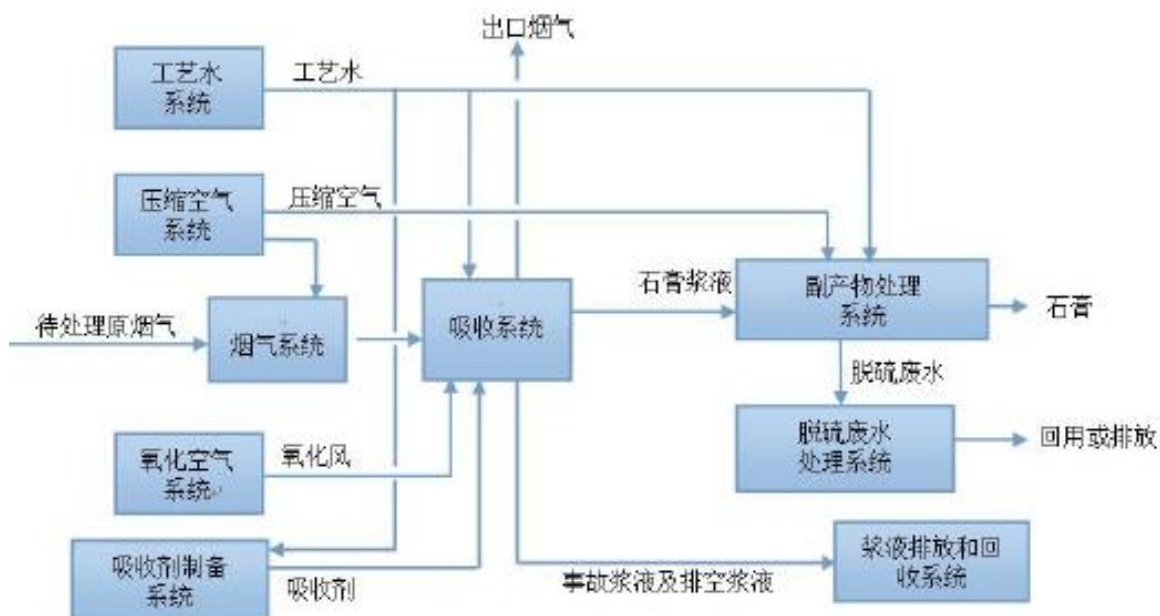 出口烟气
工艺水
系统
工艺水
压缩空气
系统
压缩空气
石膏浆液
副产物处理
系统
石膏
待处理原烟气
烟气系统
吸收系统
脱硫废水
脱硫废水
处理系统
回用或排放
氧化空气
系统
氧化风
吸收剂制备
系统
吸收剂
事故浆液及排空浆液
浆液排放和回
收系统